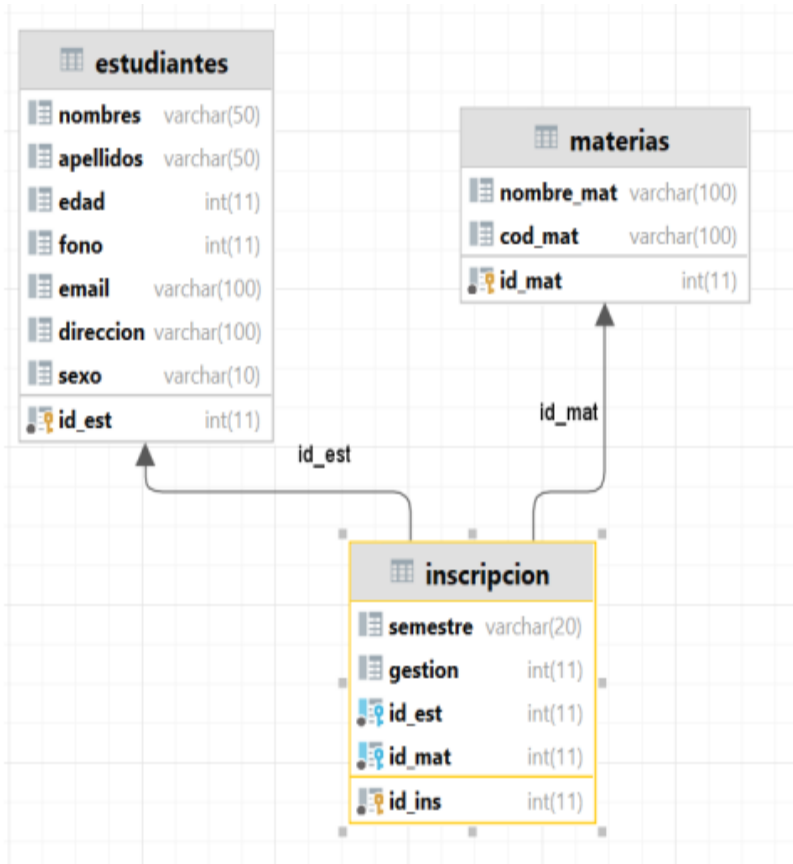 estudiantes
nombres varchar(50)
apellidos varchar(50)
edad int(11)
fono int(11)
email varchar(100)
direccion varchar(100)
sexo varchar(10)
id_est int(11)
materias
nombre_mat varchar(100)
cod_mat varchar(100)
id_mat int(11)
id_mat
id_est
inscripcion
semestre varchar(20)
gestion int(11)
id_est int(11)
id_mat int(11)
id_ins int(11)